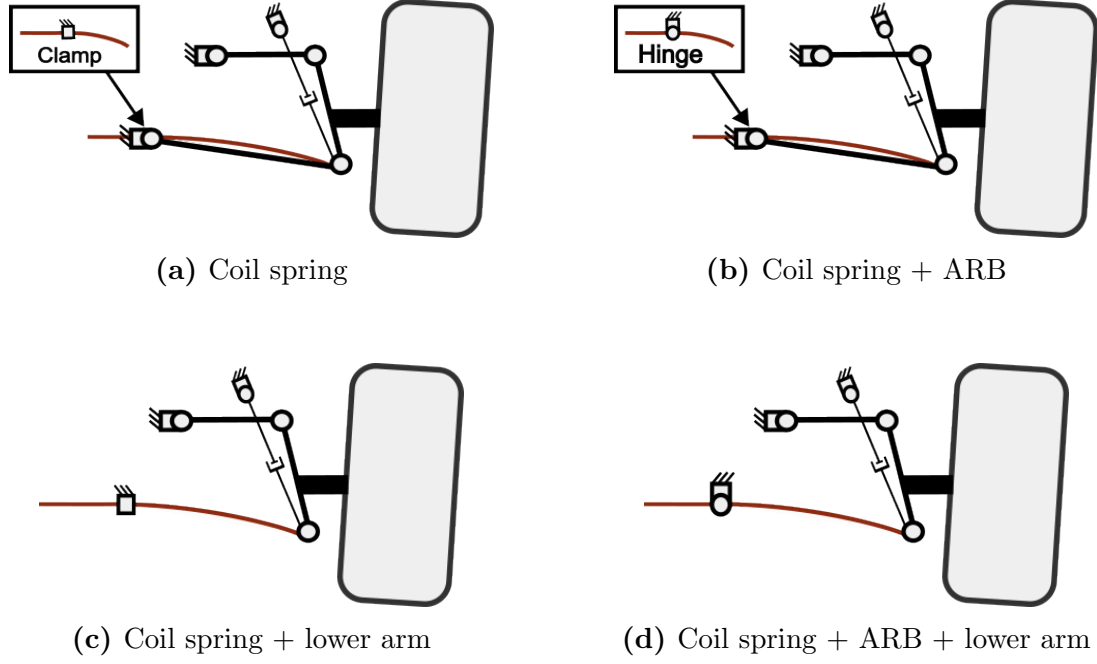 Clamp
Hinge
(a) Coil spring
(b) Coil spring + ARB
(c) Coil spring + lower arm
(d) Coil spring + ARB + lower arm